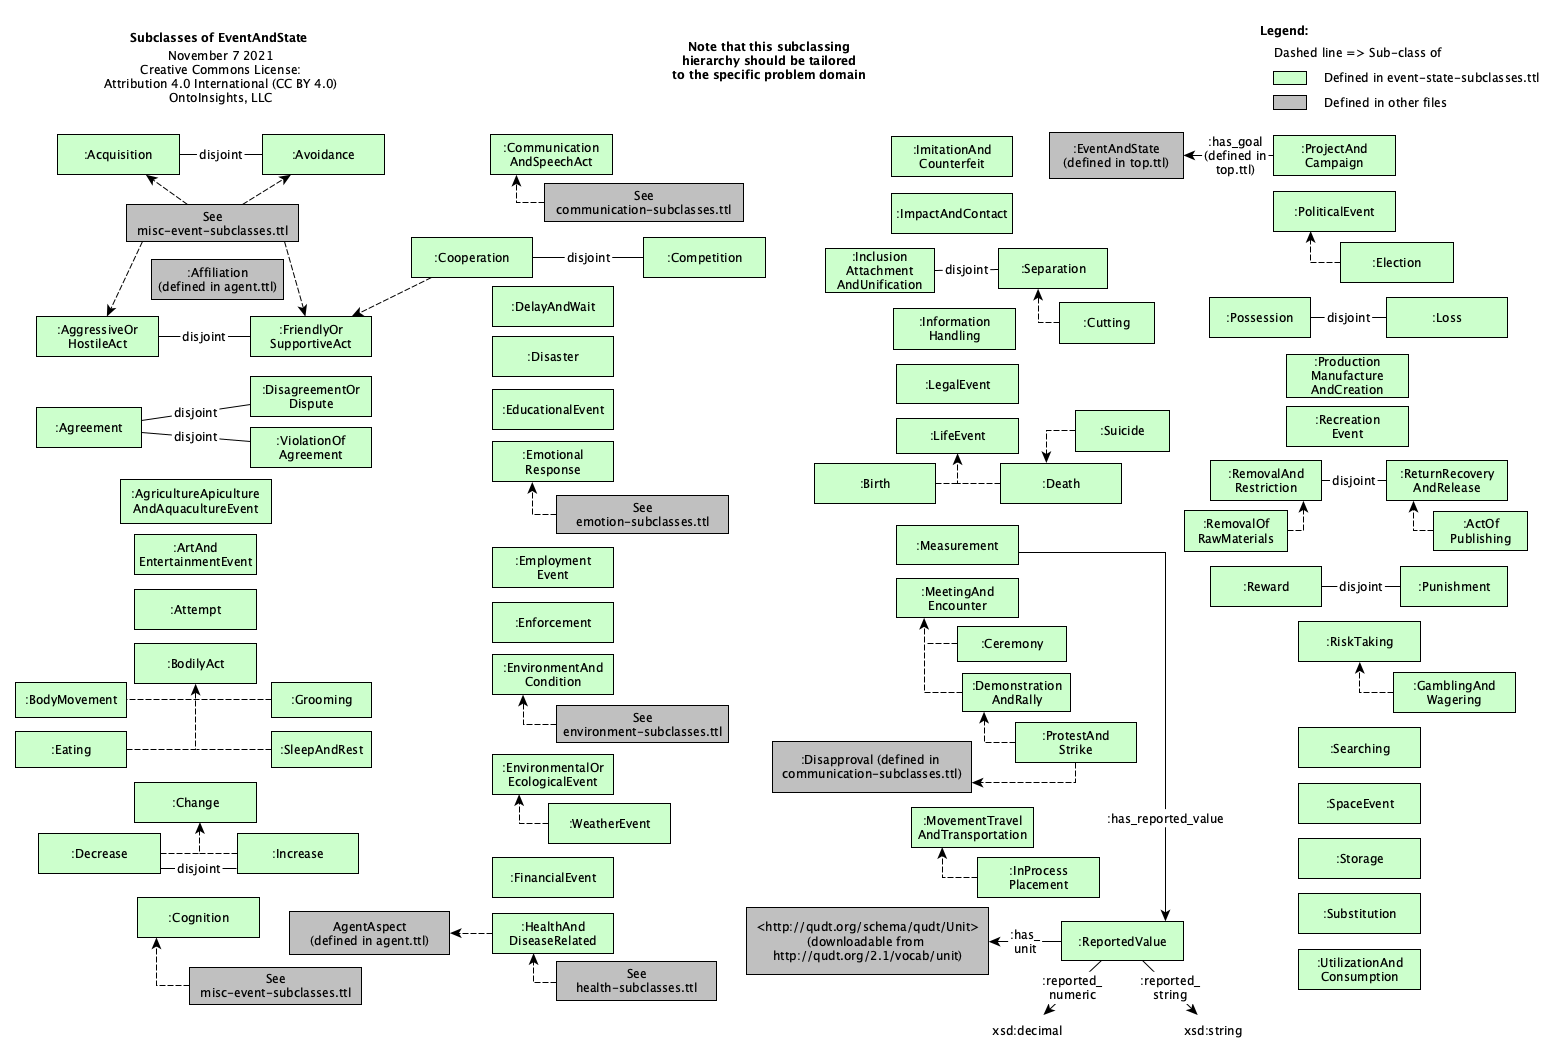 Subclasses of EventAndState
November 7 2021
Creative Commons License:
Attribution 4.0 International (CC BY 4.0)
OntoInsights, LLC
Note that this subclassing
hierarchy should be tailored
to the specific problem domain
Legend:
Dashed line => Sub-class of
Defined in event-state-subclasses.ttl
Defined in other files
:Acquisition
disjoint
:Avoidance
See
misc-event-subclasses.ttl
:Affiliation
(defined in agent.ttl)
:AggressiveOr
HostileAct
disjoint
:FriendlyOr
SupportiveAct
:Agreement
disjoint
disjoint
:DisagreementOr
Dispute
:ViolationOf
Agreement
:AgricultureApiculture
AndAquacultureEvent
:ArtAnd
EntertainmentEvent
:Attempt
:BodilyAct
:BodyMovement
:Grooming
:Eating
:SleepAndRest
:Change
:Decrease
:Increase
disjoint
:Cognition
See
misc-event-subclasses.ttl
:Communication
AndSpeechAct
See
communication-subclasses.ttl
:Cooperation
disjoint
:Competition
:DelayAndWait
:Disaster
:EducationalEvent
:Emotional
Response
See
emotion-subclasses.ttl
:Employment
Event
:Enforcement
:EnvironmentAnd
Condition
See
environment-subclasses.ttl
:EnvironmentalOr
EcologicalEvent
:WeatherEvent
:FinancialEvent
AgentAspect
(defined in agent.ttl)
:HealthAnd
DiseaseRelated
See
health-subclasses.ttl
:ImitationAnd
Counterfeit
:ImpactAndContact
:Inclusion
Attachment
AndUnification
disjoint
:Separation
:Cutting
:Information
Handling
:LegalEvent
:LifeEvent
:Suicide
:Birth
:Death
:Measurement
:MeetingAnd
Encounter
:Ceremony
:Demonstration
AndRally
:ProtestAnd
Strike
:Disapproval (defined in
communication-subclasses.ttl)
:MovementTravel
AndTransportation
:InProcess
Placement
:has_reported_value
<http://qudt.org/schema/qudt/Unit>
(downloadable from
http://qudt.org/2.1/vocab/unit)
:has_
unit
:ReportedValue
:reported_
numeric
:reported_
string
xsd:decimal
xsd:string
:EventAndState
(defined in top.ttl)
:has_goal
(defined in
top.ttl)
:ProjectAnd
Campaign
:PoliticalEvent
:Election
:Possession
disjoint
:Loss
:Production
Manufacture
AndCreation
:Recreation
Event
:RemovalAnd
Restriction
disjoint
:ReturnRecovery
AndRelease
:RemovalOf
RawMaterials
:ActOf
Publishing
:Reward
disjoint
:Punishment
:RiskTaking
:GamblingAnd
Wagering
:Searching
:SpaceEvent
:Storage
:Substitution
:UtilizationAnd
Consumption